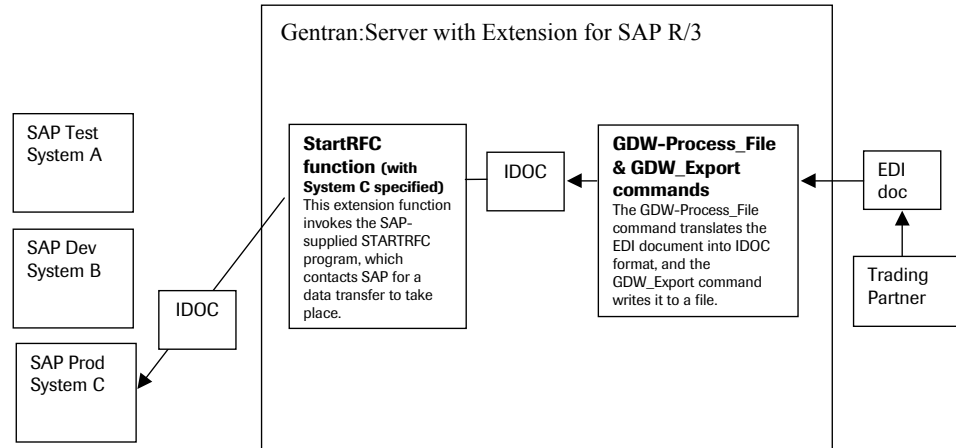 Gentran:Server with Extension for SAP R/3
SAP Test
System A
SAP Dev
System B
SAP Prod
System C
IDOC
StartRFC
function (with
System C specified)
This extension function
invokes the SAP-
supplied STARTRFC
program, which
contacts SAP for a
data transfer to take
place.
IDOC
GDW-Process_File
& GDW_Export
commands
The GDW-Process_File
command translates the
EDI document into IDOC
format, and the
GDW_Export command
writes it to a file.
EDI
doc
Trading
Partner